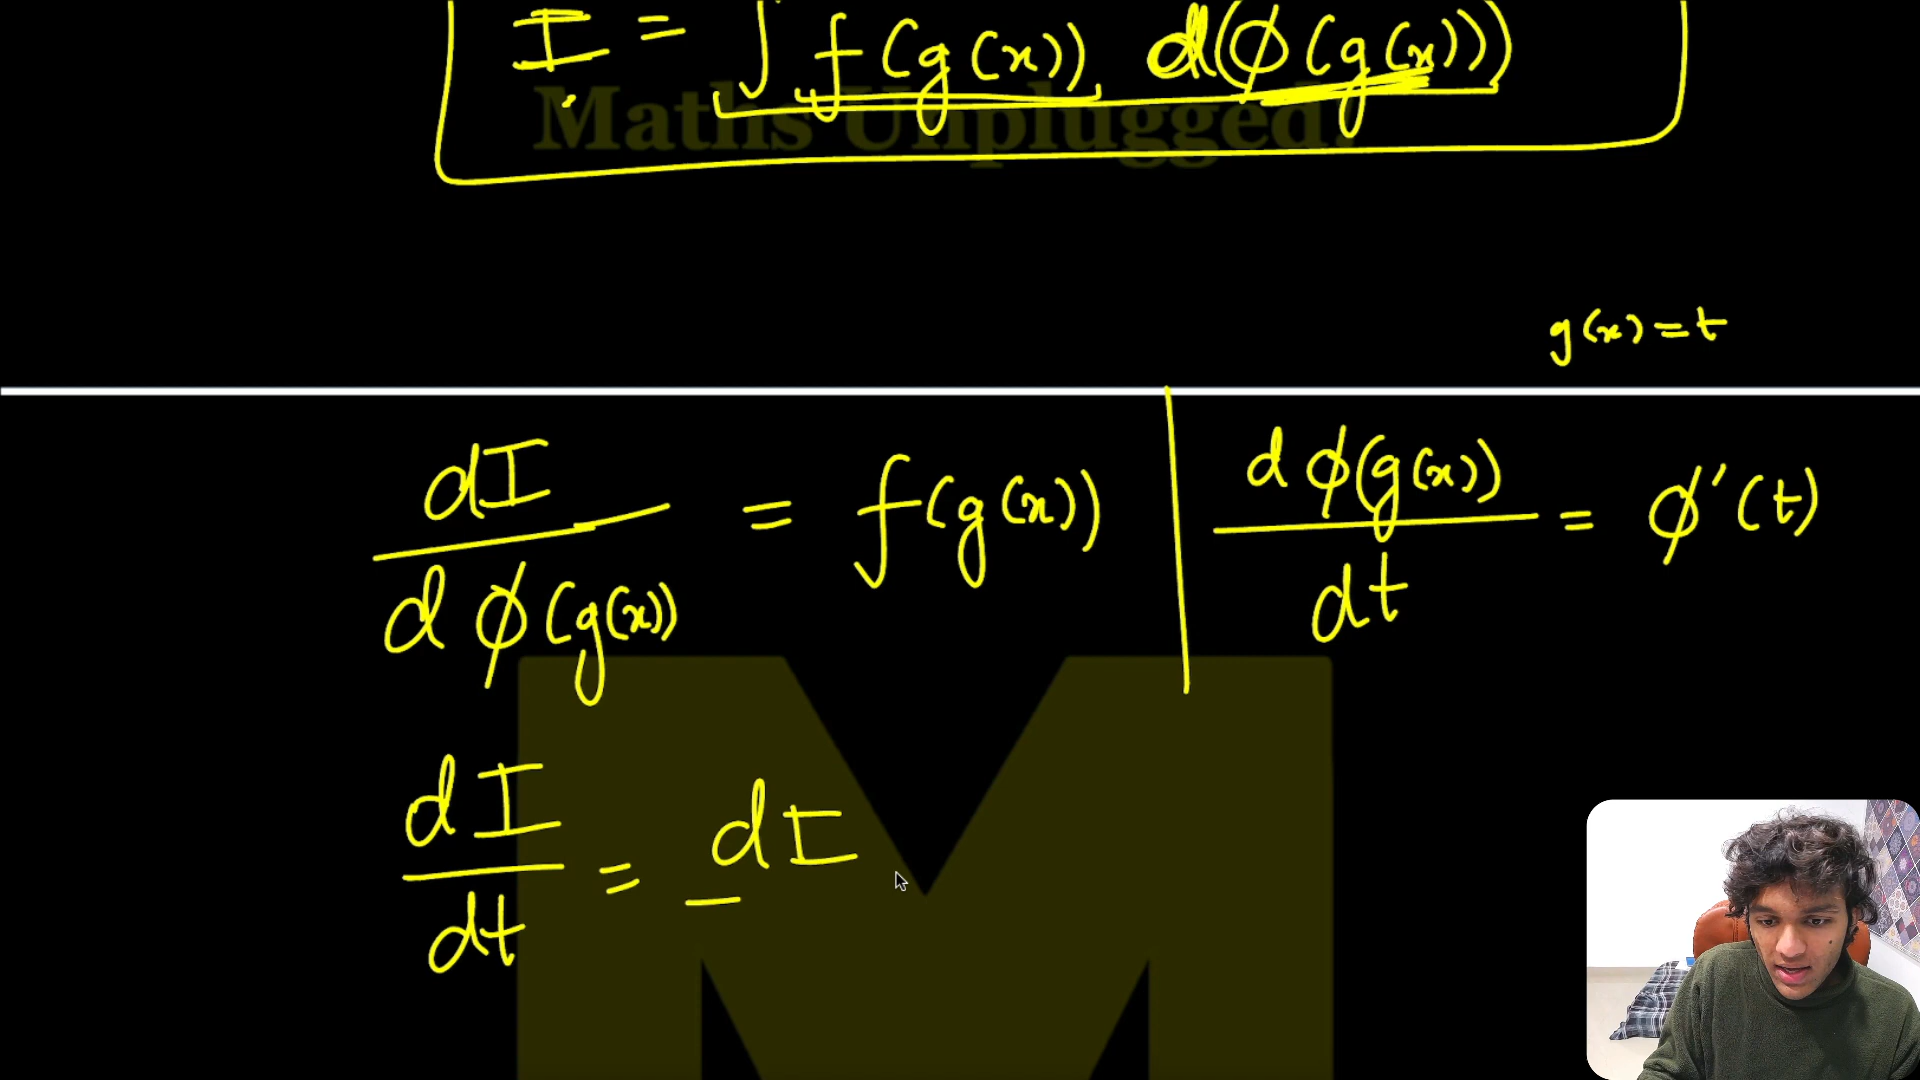 I = ∫ f(g(x)) d(ϕ(g(x)))
Maths Unplugged.
g(x) = t
dI / dϕ(g(x)) = f(g(x))
dϕ(g(x)) / dt = ϕ'(t)
dI / dt = dI